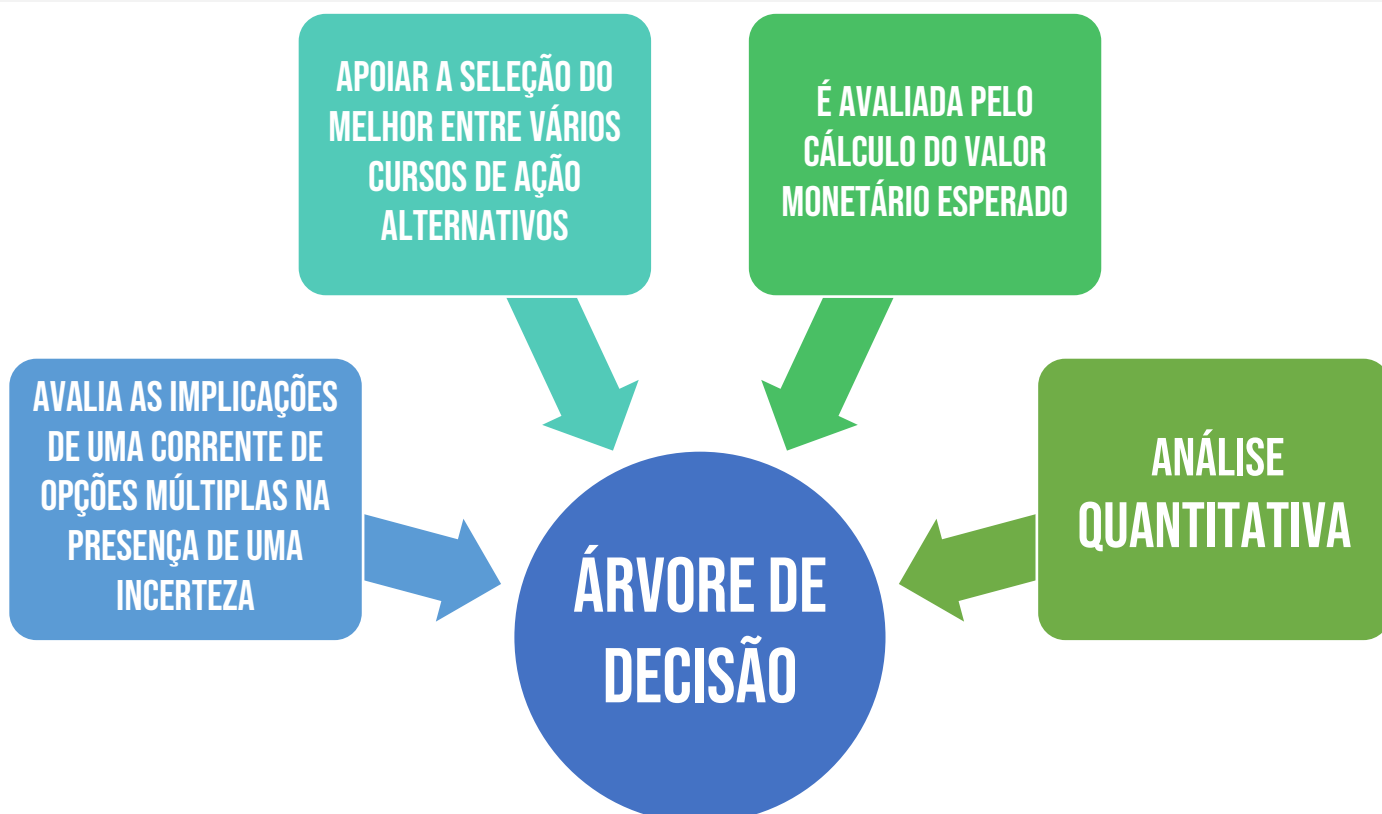 APOIAR A SELEÇÃO DO
MELHOR ENTRE VÁRIOS
CURSOS DE AÇÃO
ALTERNATIVOS
É AVALIADA PELO
CÁLCULO DO VALOR
MONETÁRIO ESPERADO
AVALIA AS IMPLICAÇÕES
DE UMA CORRENTE DE
OPÇÕES MÚLTIPLAS NA
PRESENÇA DE UMA
INCERTEZA
ANÁLISE
QUANTITATIVA
ÁRVORE DE
DECISÃO